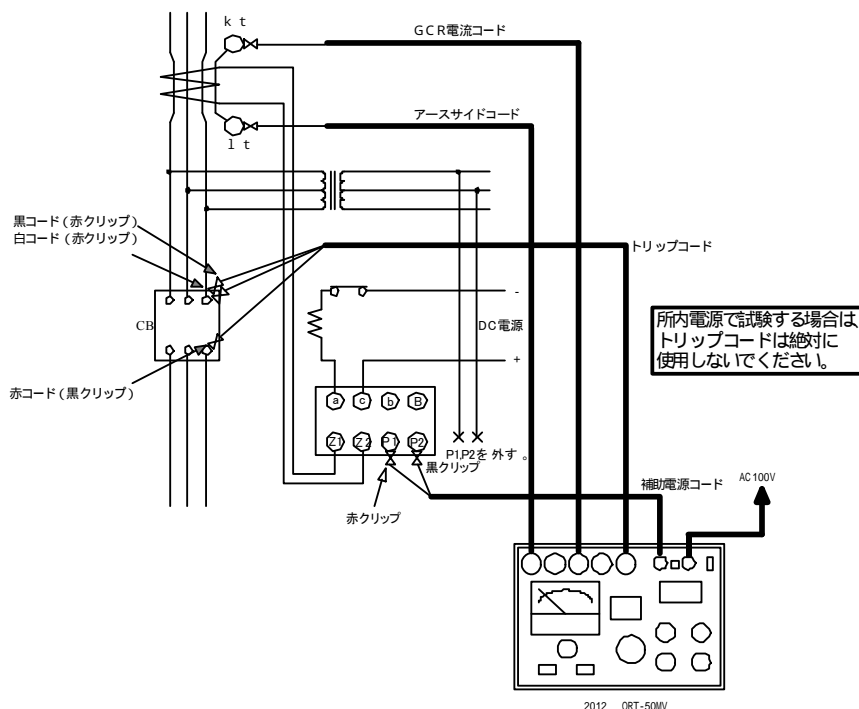 k t
GCR電流コード
アースサイドコード
l t
黒コード(赤クリップ)
白コード(赤クリップ)
トリップコード
CB
-
DC電源
+
所内電源で試験する場合は、
トリップコードは絶対に
使用しないでください。
赤コード(黒クリップ)
a c b B
Z1 Z2 P1 P2
P1,P2を外す。
黒クリップ
赤クリップ
補助電源コード
AC100V
2012 ORT-50MV